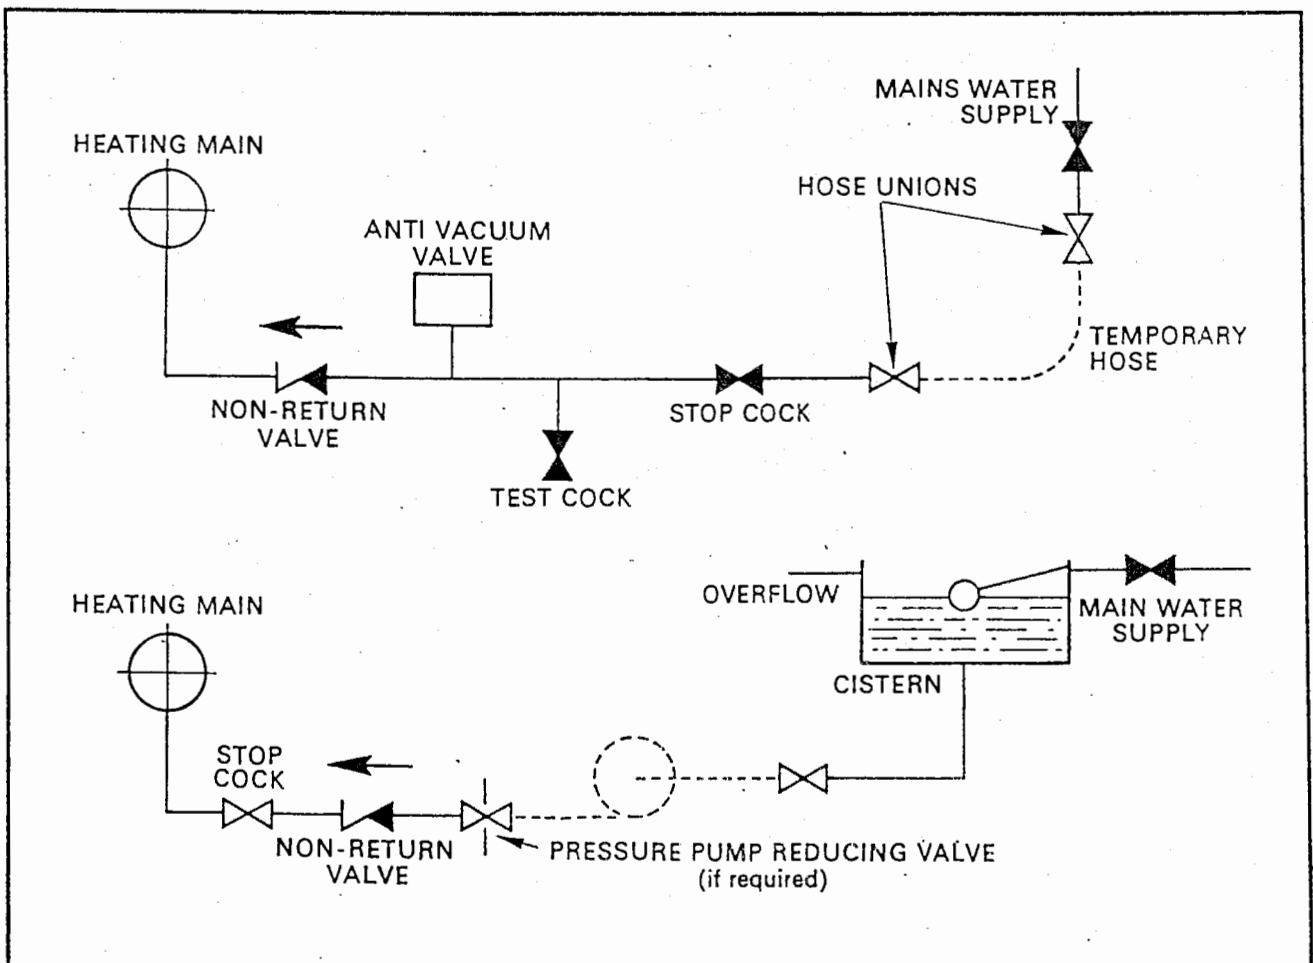 MAINS WATER
SUPPLY
HEATING MAIN
HOSE UNIONS
ANTI VACUUM
VALVE
TEMPORARY
HOSE
NON-RETURN
VALVE
STOP COCK
TEST COCK
OVERFLOW
HEATING MAIN
MAIN WATER
SUPPLY
CISTERN
STOP
COCK
NON-RETURN
VALVE
PRESSURE PUMP REDUCING VALVE
(if required)